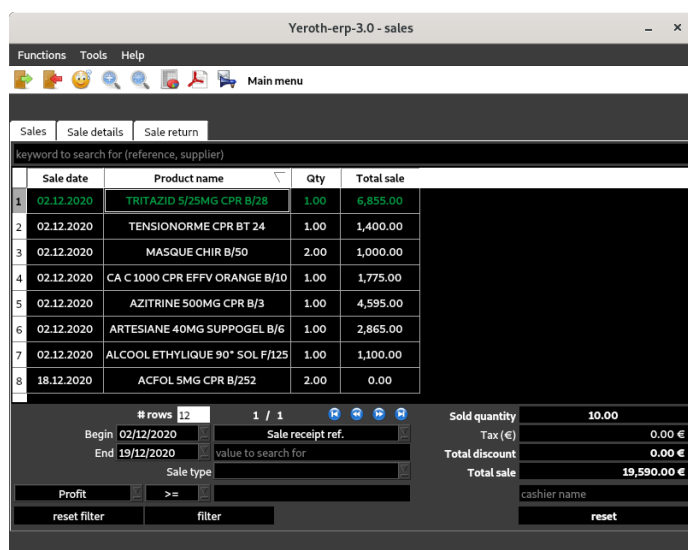 Yeroth-erp-3.0 - sales
Functions Tools Help
Main menu
Sales Sale details Sale return
keyword to search for (reference, supplier)
Sale date Product name Qty Total sale
1 02.12.2020 TRITAZID 5/25MG CPR B/28 1.00 6,855.00
2 02.12.2020 TENSIONORME CPR BT 24 1.00 1,400.00
3 02.12.2020 MASQUE CHIR B/50 2.00 1,000.00
4 02.12.2020 CA C 1000 CPR EFFV ORANGE B/10 1.00 1,775.00
5 02.12.2020 AZITRINE 500MG CPR B/3 1.00 4,595.00
6 02.12.2020 ARTESIANE 40MG SUPPOGEL B/6 1.00 2,865.00
7 02.12.2020 ALCOOL ETHYLIQUE 90° SOL F/125 1.00 1,100.00
8 18.12.2020 ACFOL 5MG CPR B/252 2.00 0.00
# rows 12 1 / 1 Sold quantity 10.00
Begin 02/12/2020 Sale receipt ref. Tax (€) 0.00 €
End 19/12/2020 value to search for Total discount 0.00 €
Sale type Total sale 19,590.00 €
Profit >= cashier name
reset filter filter reset